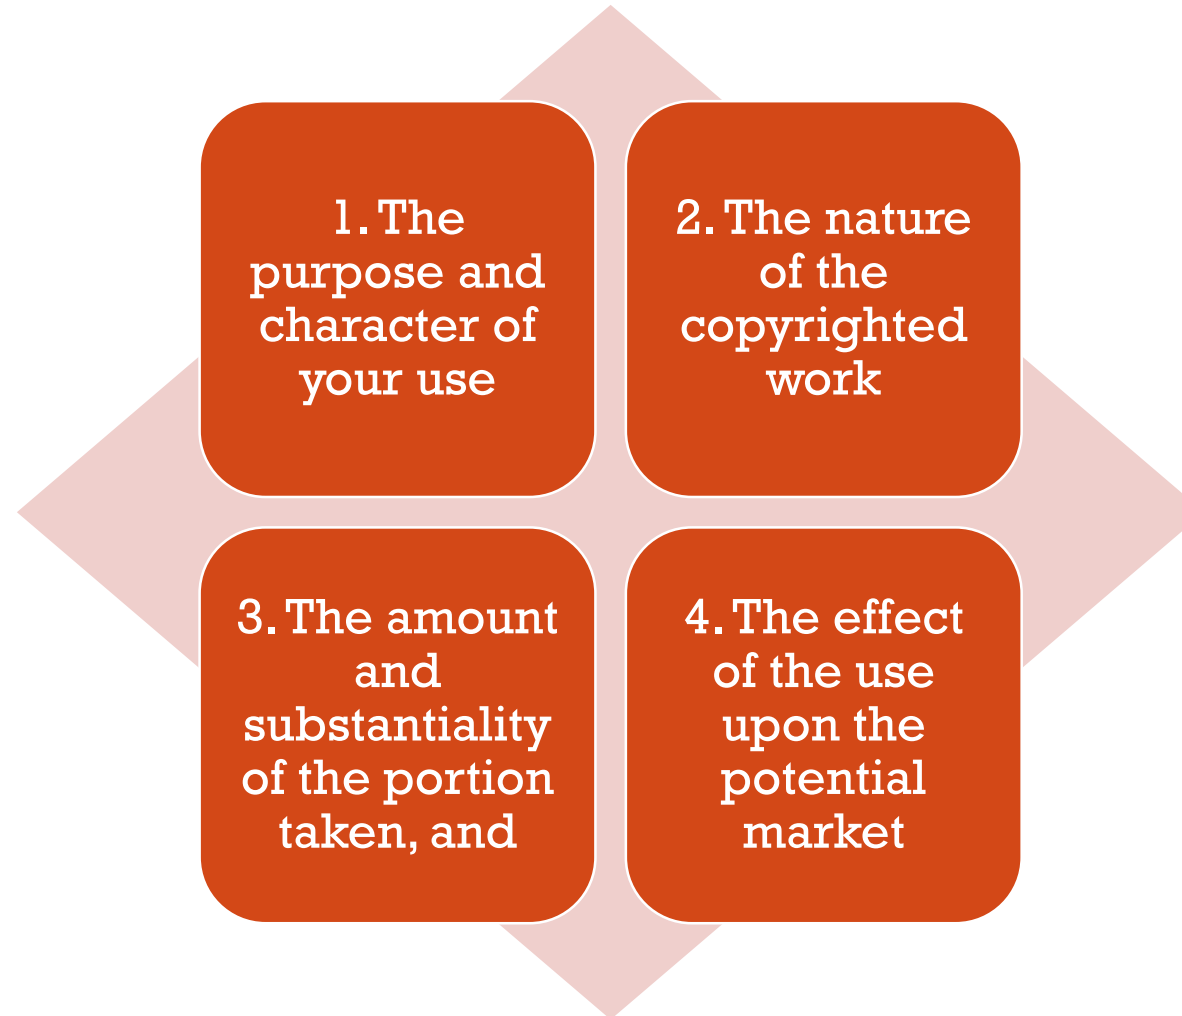 1. The
purpose and
character of
your use
2. The nature
of the
copyrighted
work
3. The amount
and
substantiality
of the portion
taken, and
4. The effect
of the use
upon the
potential
market